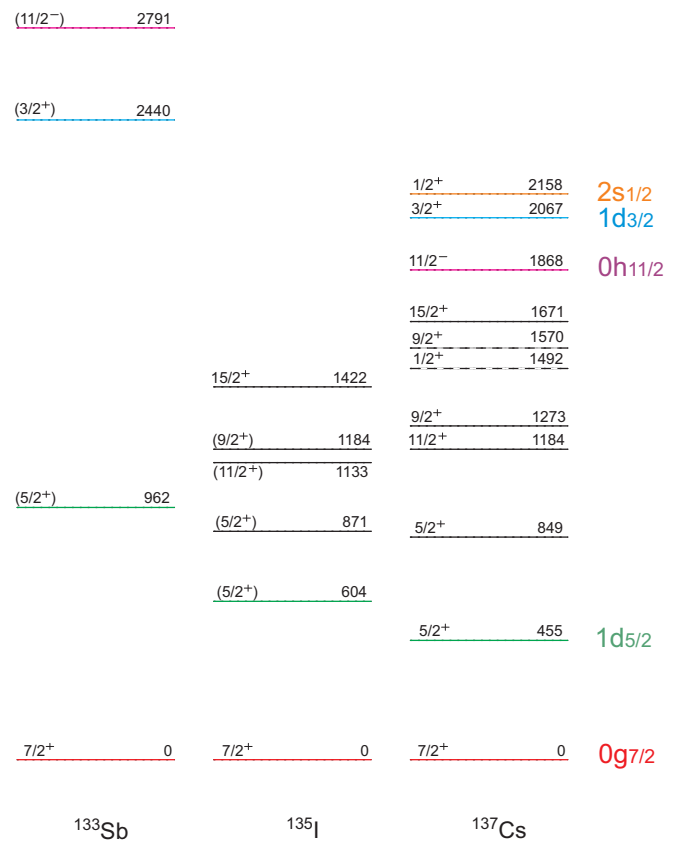 (11/2⁻) 2791
(3/2⁺) 2440
1/2⁺ 2158 2s1/2
3/2⁺ 2067 1d3/2
11/2⁻ 1868 0h11/2
15/2⁺ 1671
9/2⁺ 1570
1/2⁺ 1492
15/2⁺ 1422
9/2⁺ 1273
(9/2⁺) 1184 11/2⁺ 1184
(11/2⁺) 1133
(5/2⁺) 962
(5/2⁺) 871 5/2⁺ 849
(5/2⁺) 604
5/2⁺ 455 1d5/2
7/2⁺ 0 7/2⁺ 0 7/2⁺ 0 0g7/2
¹³³Sb ¹³⁵I ¹³⁷Cs